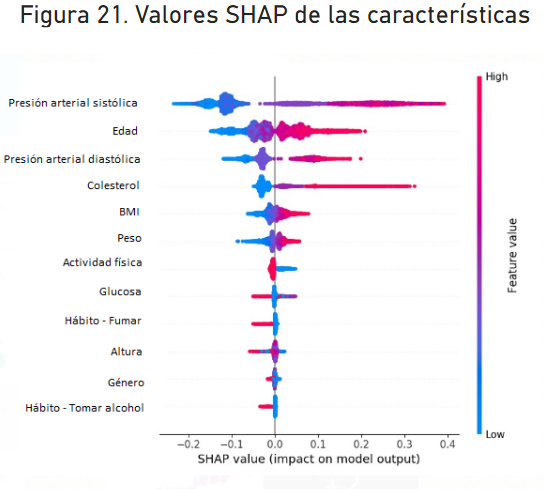 Figura 21. Valores SHAP de las características
High
Presión arterial sistólica
Edad
Presión arterial diastólica
Colesterol
BMI
Peso
Actividad física
Glucosa
Hábito - Fumar
Altura
Género
Hábito - Tomar alcohol
Feature value
Low
−0.2 −0.1 0.0 0.1 0.2 0.3 0.4
SHAP value (impact on model output)